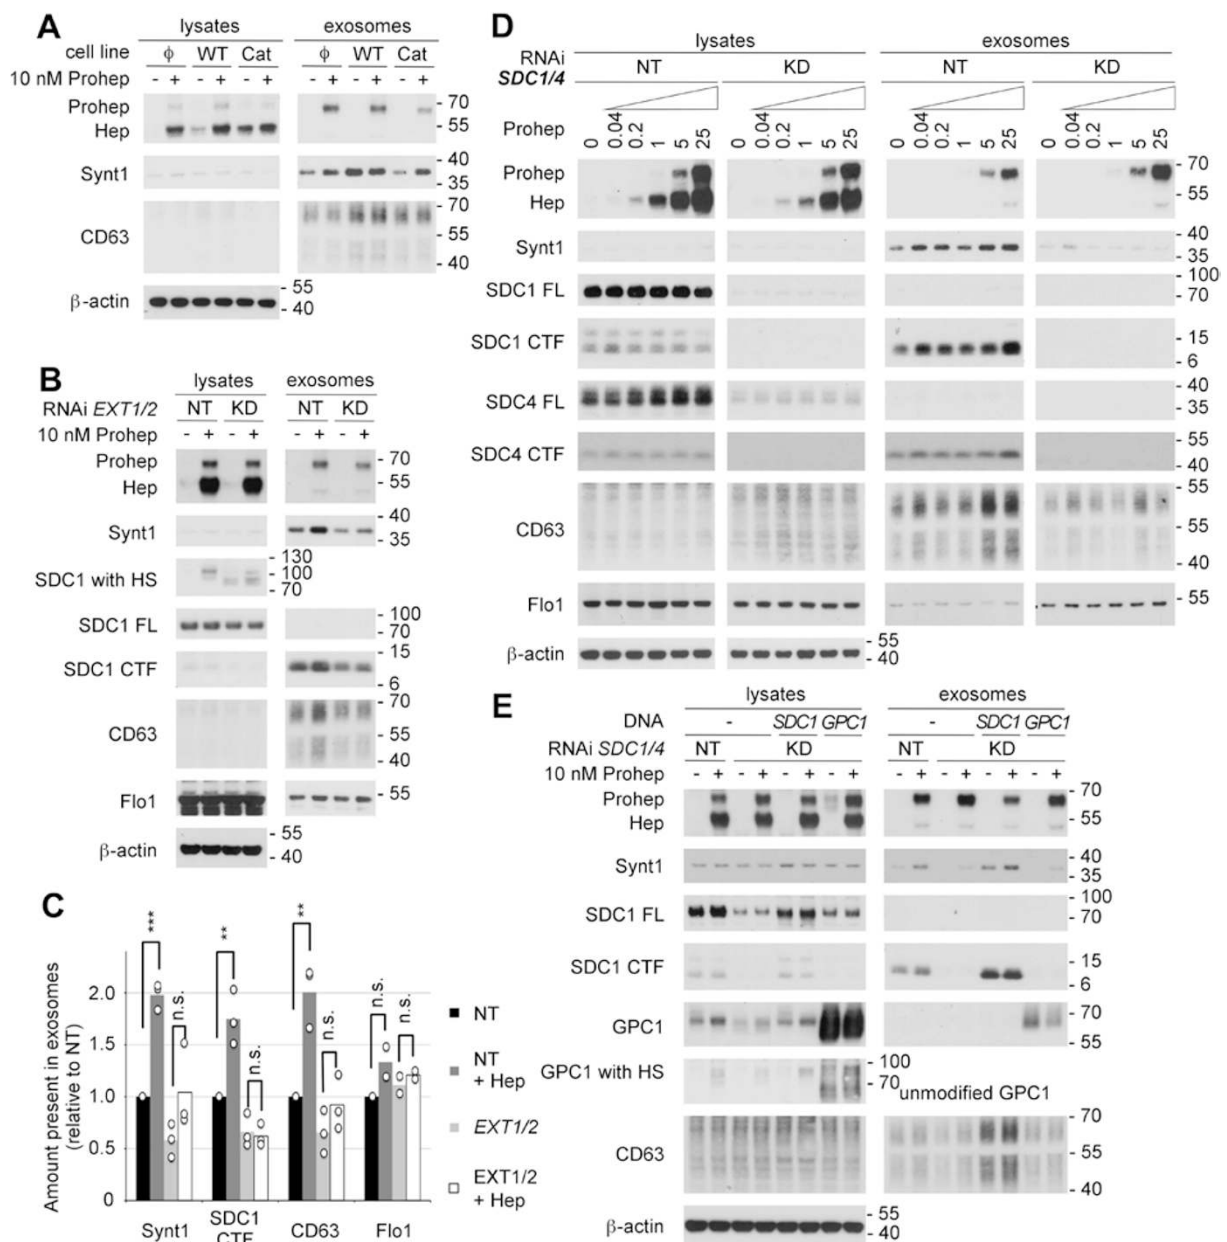 A
lysates exosomes
cell line ϕ WT Cat ϕ WT Cat
10 nM Prohep - + - + - + - + - + - +
Prohep - 70
Hep - 55
Synt1 - 40
- 35
CD63 - 70
- 55
- 40
β-actin - 55
- 40
B
lysates exosomes
RNAi EXT1/2 NT KD NT KD
10 nM Prohep - + - + - + - +
Prohep - 70
Hep - 55
Synt1 - 40
- 35
SDC1 with HS - 130
- 100
- 70
SDC1 FL - 100
- 70
SDC1 CTF - 15
- 6
CD63 - 70
- 55
- 40
Flo1 - 55
β-actin - 55
- 40
C
Amount present in exosomes
(relative to NT)
2.0
1.5
1.0
0.5
0
*** n.s. ** n.s. ** n.s. n.s. n.s.
Synt1 SDC1 CTF CD63 Flo1
NT
NT
+ Hep
EXT1/2
EXT1/2
+ Hep
D
lysates exosomes
RNAi
SDC1/4 NT KD NT KD
Prohep 0 0.04 0.2 1 5 25 0 0.04 0.2 1 5 25 0 0.04 0.2 1 5 25 0 0.04 0.2 1 5 25
Prohep - 70
Hep - 55
Synt1 - 40
- 35
SDC1 FL - 100
- 70
SDC1 CTF - 15
- 6
SDC4 FL - 40
- 35
SDC4 CTF - 55
- 40
CD63 - 55
- 55
- 40
Flo1 - 55
β-actin - 55
- 40
E
lysates exosomes
DNA - SDC1 GPC1 - SDC1 GPC1
RNAi SDC1/4 NT KD NT KD
10 nM Prohep - + - + - + - + - + - + - + - +
Prohep - 70
Hep - 55
Synt1 - 40
- 35
SDC1 FL - 100
- 70
SDC1 CTF - 15
- 6
GPC1 - 70
- 55
GPC1 with HS - 100
- 70
unmodified GPC1
CD63 - 70
- 55
- 40
β-actin - 55
- 40